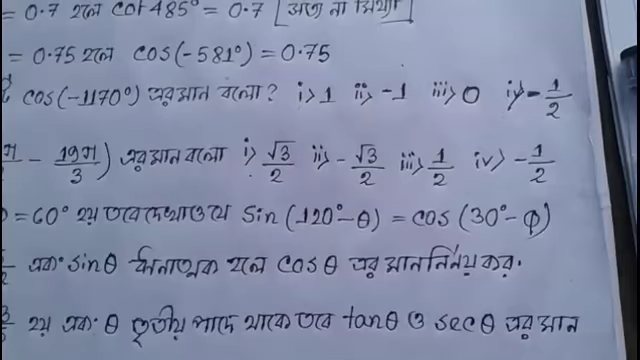 = 0.7 হলে cot 485° = 0.7 [সত্য না মিথ্যা]
= 0.75 হলে cos(-581°) = 0.75
cos(-1170°) এর মান বলো? i> 1 ii> -1 iii> 0 iv> -1/2
- 19π/3) এর মান বলো i> √3/2 ii> -√3/2 iii> 1/2 iv> -1/2
= 60° হয় তবে দেখাও যে sin(120°-θ) = cos(30°-φ)
এবং sinθ ঋনাত্মক হলে cosθ এর মান নির্নয় কর.
হয় এবং θ তৃতীয় পাদে থাকে তবে tanθ ও secθ এর মান